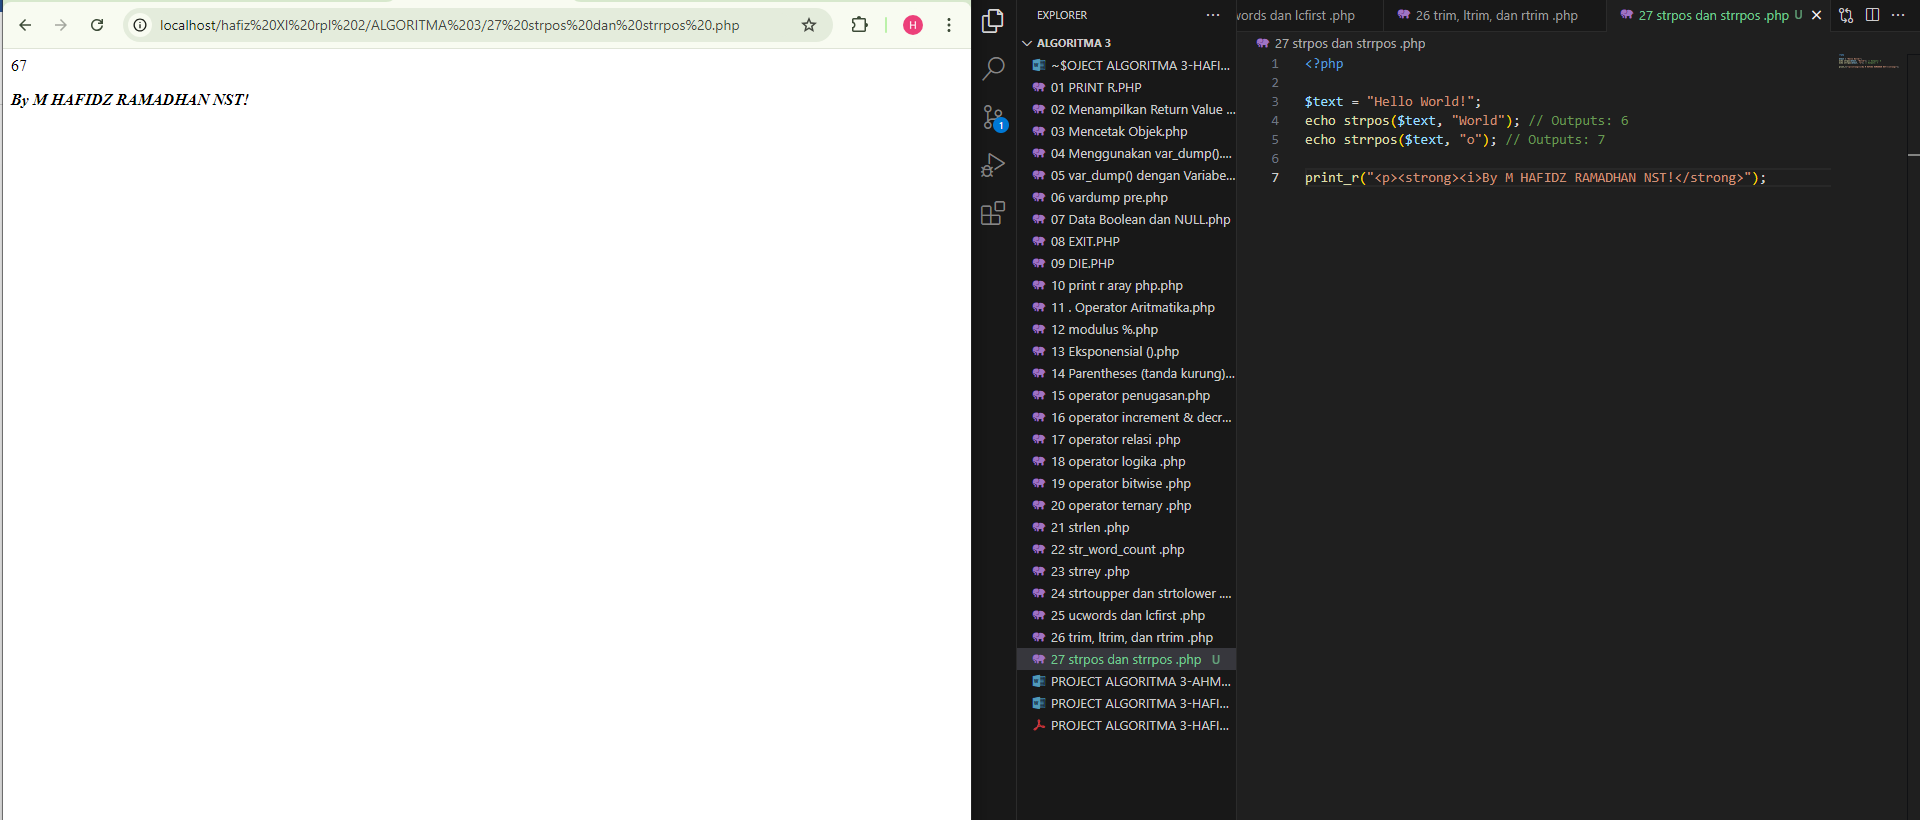 localhost/hafiz%20XI%20rpl%202/ALGORITMA%203/27%20strpos%20dan%20strrpos%20.php
H
67
By M HAFIDZ RAMADHAN NST!
1
EXPLORER
ALGORITMA 3
~$OJECT ALGORITMA 3-HAFI...
01 PRINT R.PHP
02 Menampilkan Return Value ...
03 Mencetak Objek.php
04 Menggunakan var_dump()....
05 var_dump() dengan Variabe...
06 vardump pre.php
07 Data Boolean dan NULL.php
08 EXIT.PHP
09 DIE.PHP
10 print r aray php.php
11 . Operator Aritmatika.php
12 modulus %.php
13 Eksponensial ().php
14 Parentheses (tanda kurung)...
15 operator penugasan.php
16 operator increment & decr...
17 operator relasi .php
18 operator logika .php
19 operator bitwise .php
20 operator ternary .php
21 strlen .php
22 str_word_count .php
23 strrey .php
24 strtoupper dan strtolower ....
25 ucwords dan lcfirst .php
26 trim, ltrim, dan rtrim .php
27 strpos dan strrpos .php U
PROJECT ALGORITMA 3-AHM...
PROJECT ALGORITMA 3-HAFI...
PROJECT ALGORITMA 3-HAFI...
words dan lcfirst .php 26 trim, ltrim, dan rtrim .php 27 strpos dan strrpos .php U
27 strpos dan strrpos .php
1 <?php
2
3 $text = "Hello World!";
4 echo strpos($text, "World"); // Outputs: 6
5 echo strrpos($text, "o"); // Outputs: 7
6
7 print_r("<p><strong><i>By M HAFIDZ RAMADHAN NST!</strong>");